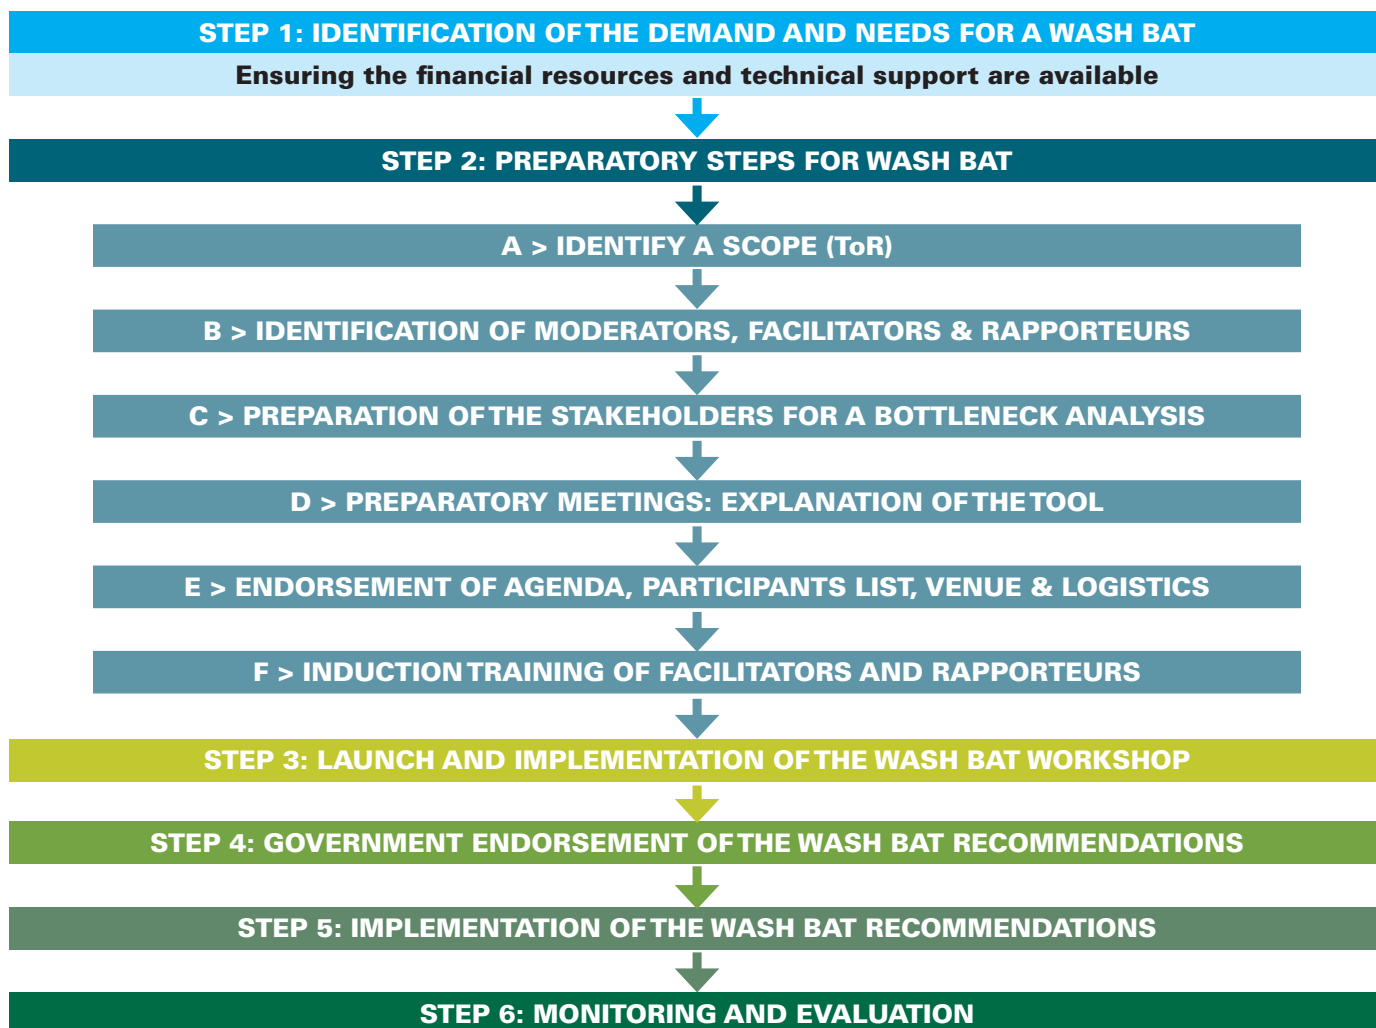 STEP 1: IDENTIFICATION OF THE DEMAND AND NEEDS FOR A WASH BAT
Ensuring the financial resources and technical support are available
STEP 2: PREPARATORY STEPS FOR WASH BAT
A > IDENTIFY A SCOPE (ToR)
B > IDENTIFICATION OF MODERATORS, FACILITATORS & RAPPORTEURS
C > PREPARATION OF THE STAKEHOLDERS FOR A BOTTLENECK ANALYSIS
D > PREPARATORY MEETINGS: EXPLANATION OF THE TOOL
E > ENDORSEMENT OF AGENDA, PARTICIPANTS LIST, VENUE & LOGISTICS
F > INDUCTION TRAINING OF FACILITATORS AND RAPPORTEURS
STEP 3: LAUNCH AND IMPLEMENTATION OF THE WASH BAT WORKSHOP
STEP 4: GOVERNMENT ENDORSEMENT OF THE WASH BAT RECOMMENDATIONS
STEP 5: IMPLEMENTATION OF THE WASH BAT RECOMMENDATIONS
STEP 6: MONITORING AND EVALUATION